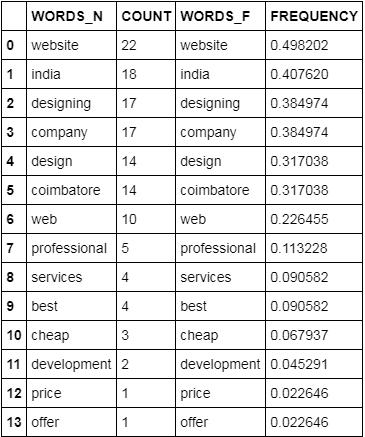 WORDS_N COUNT WORDS_F FREQUENCY
0 website 22 website 0.498202
1 india 18 india 0.407620
2 designing 17 designing 0.384974
3 company 17 company 0.384974
4 design 14 design 0.317038
5 coimbatore 14 coimbatore 0.317038
6 web 10 web 0.226455
7 professional 5 professional 0.113228
8 services 4 services 0.090582
9 best 4 best 0.090582
10 cheap 3 cheap 0.067937
11 development 2 development 0.045291
12 price 1 price 0.022646
13 offer 1 offer 0.022646